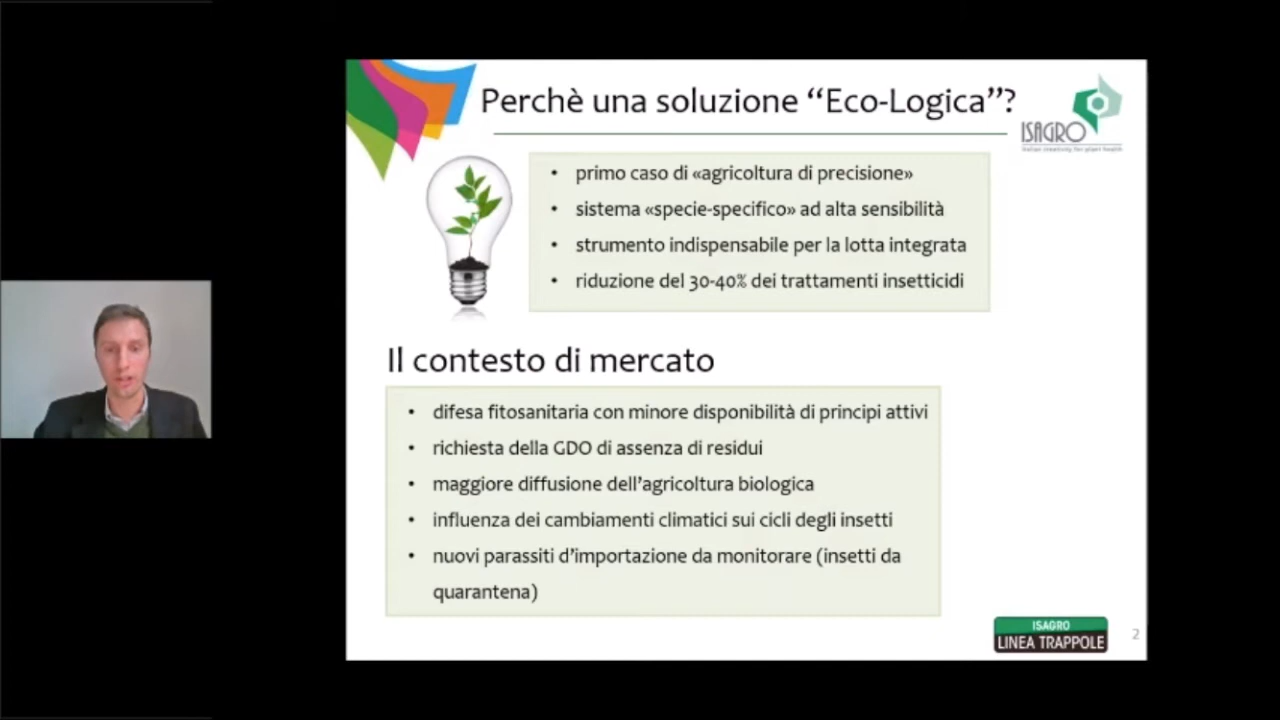 Perchè una soluzione “Eco-Logica”?
ISAGRO
• primo caso di «agricoltura di precisione»
• sistema «specie-specifico» ad alta sensibilità
• strumento indispensabile per la lotta integrata
• riduzione del 30-40% dei trattamenti insetticidi
Il contesto di mercato
• difesa fitosanitaria con minore disponibilità di principi attivi
• richiesta della GDO di assenza di residui
• maggiore diffusione dell’agricoltura biologica
• influenza dei cambiamenti climatici sui cicli degli insetti
• nuovi parassiti d’importazione da monitorare (insetti da
quarantena)
ISAGRO
LINEA TRAPPOLE
2